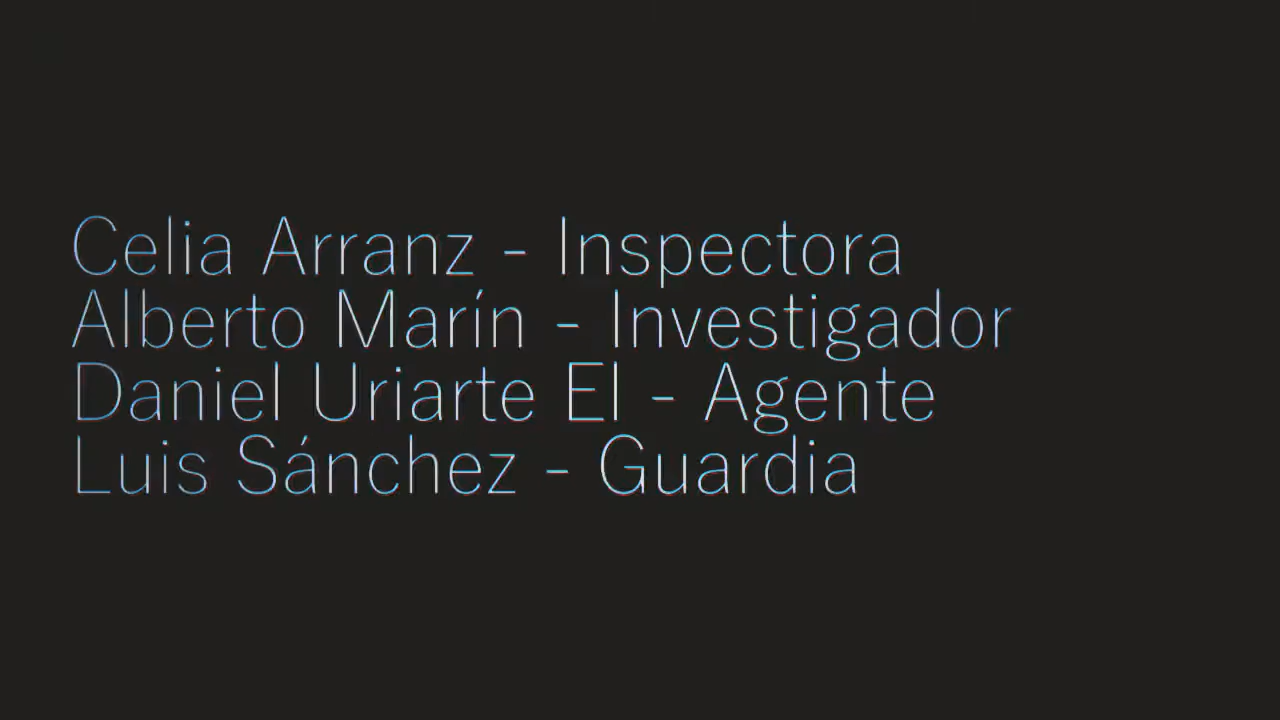 Celia Arranz - Inspectora
Alberto Marín - Investigador
Daniel Uriarte El - Agente
Luis Sánchez - Guardia